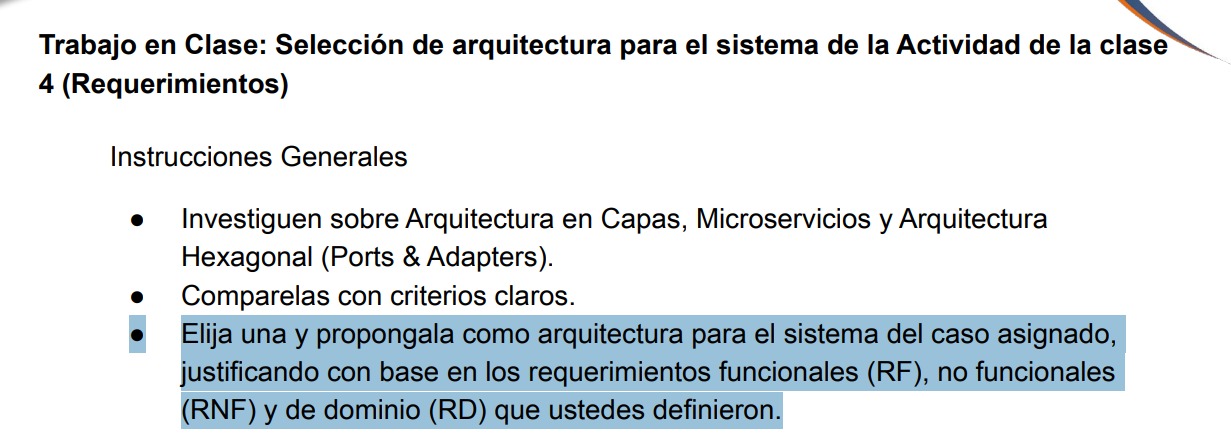 Trabajo en Clase: Selección de arquitectura para el sistema de la Actividad de la clase
4 (Requerimientos)
Instrucciones Generales
● Investiguen sobre Arquitectura en Capas, Microservicios y Arquitectura
Hexagonal (Ports & Adapters).
● Comparelas con criterios claros.
● Elija una y propongala como arquitectura para el sistema del caso asignado,
justificando con base en los requerimientos funcionales (RF), no funcionales
(RNF) y de dominio (RD) que ustedes definieron.